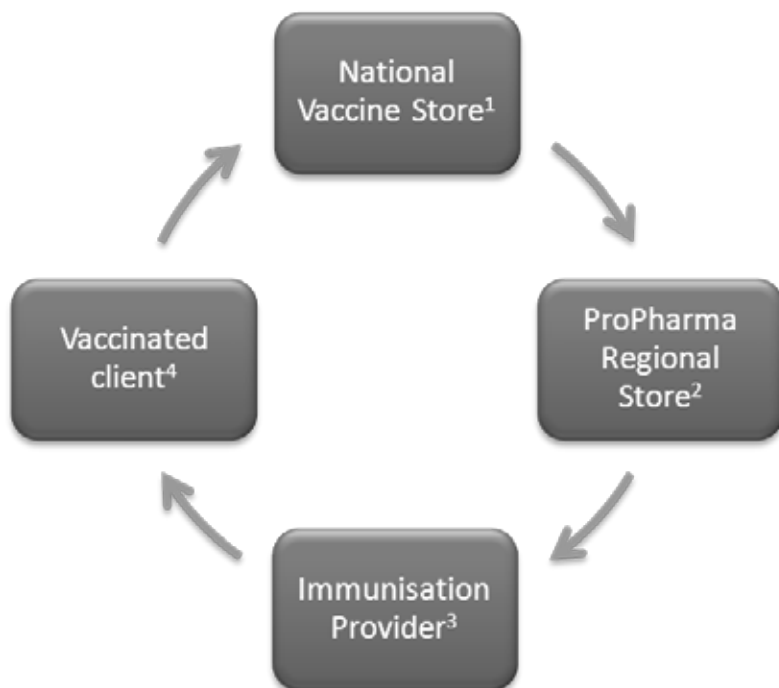 National
Vaccine Store¹
ProPharma
Regional
Store²
Immunisation
Provider³
Vaccinated
client⁴